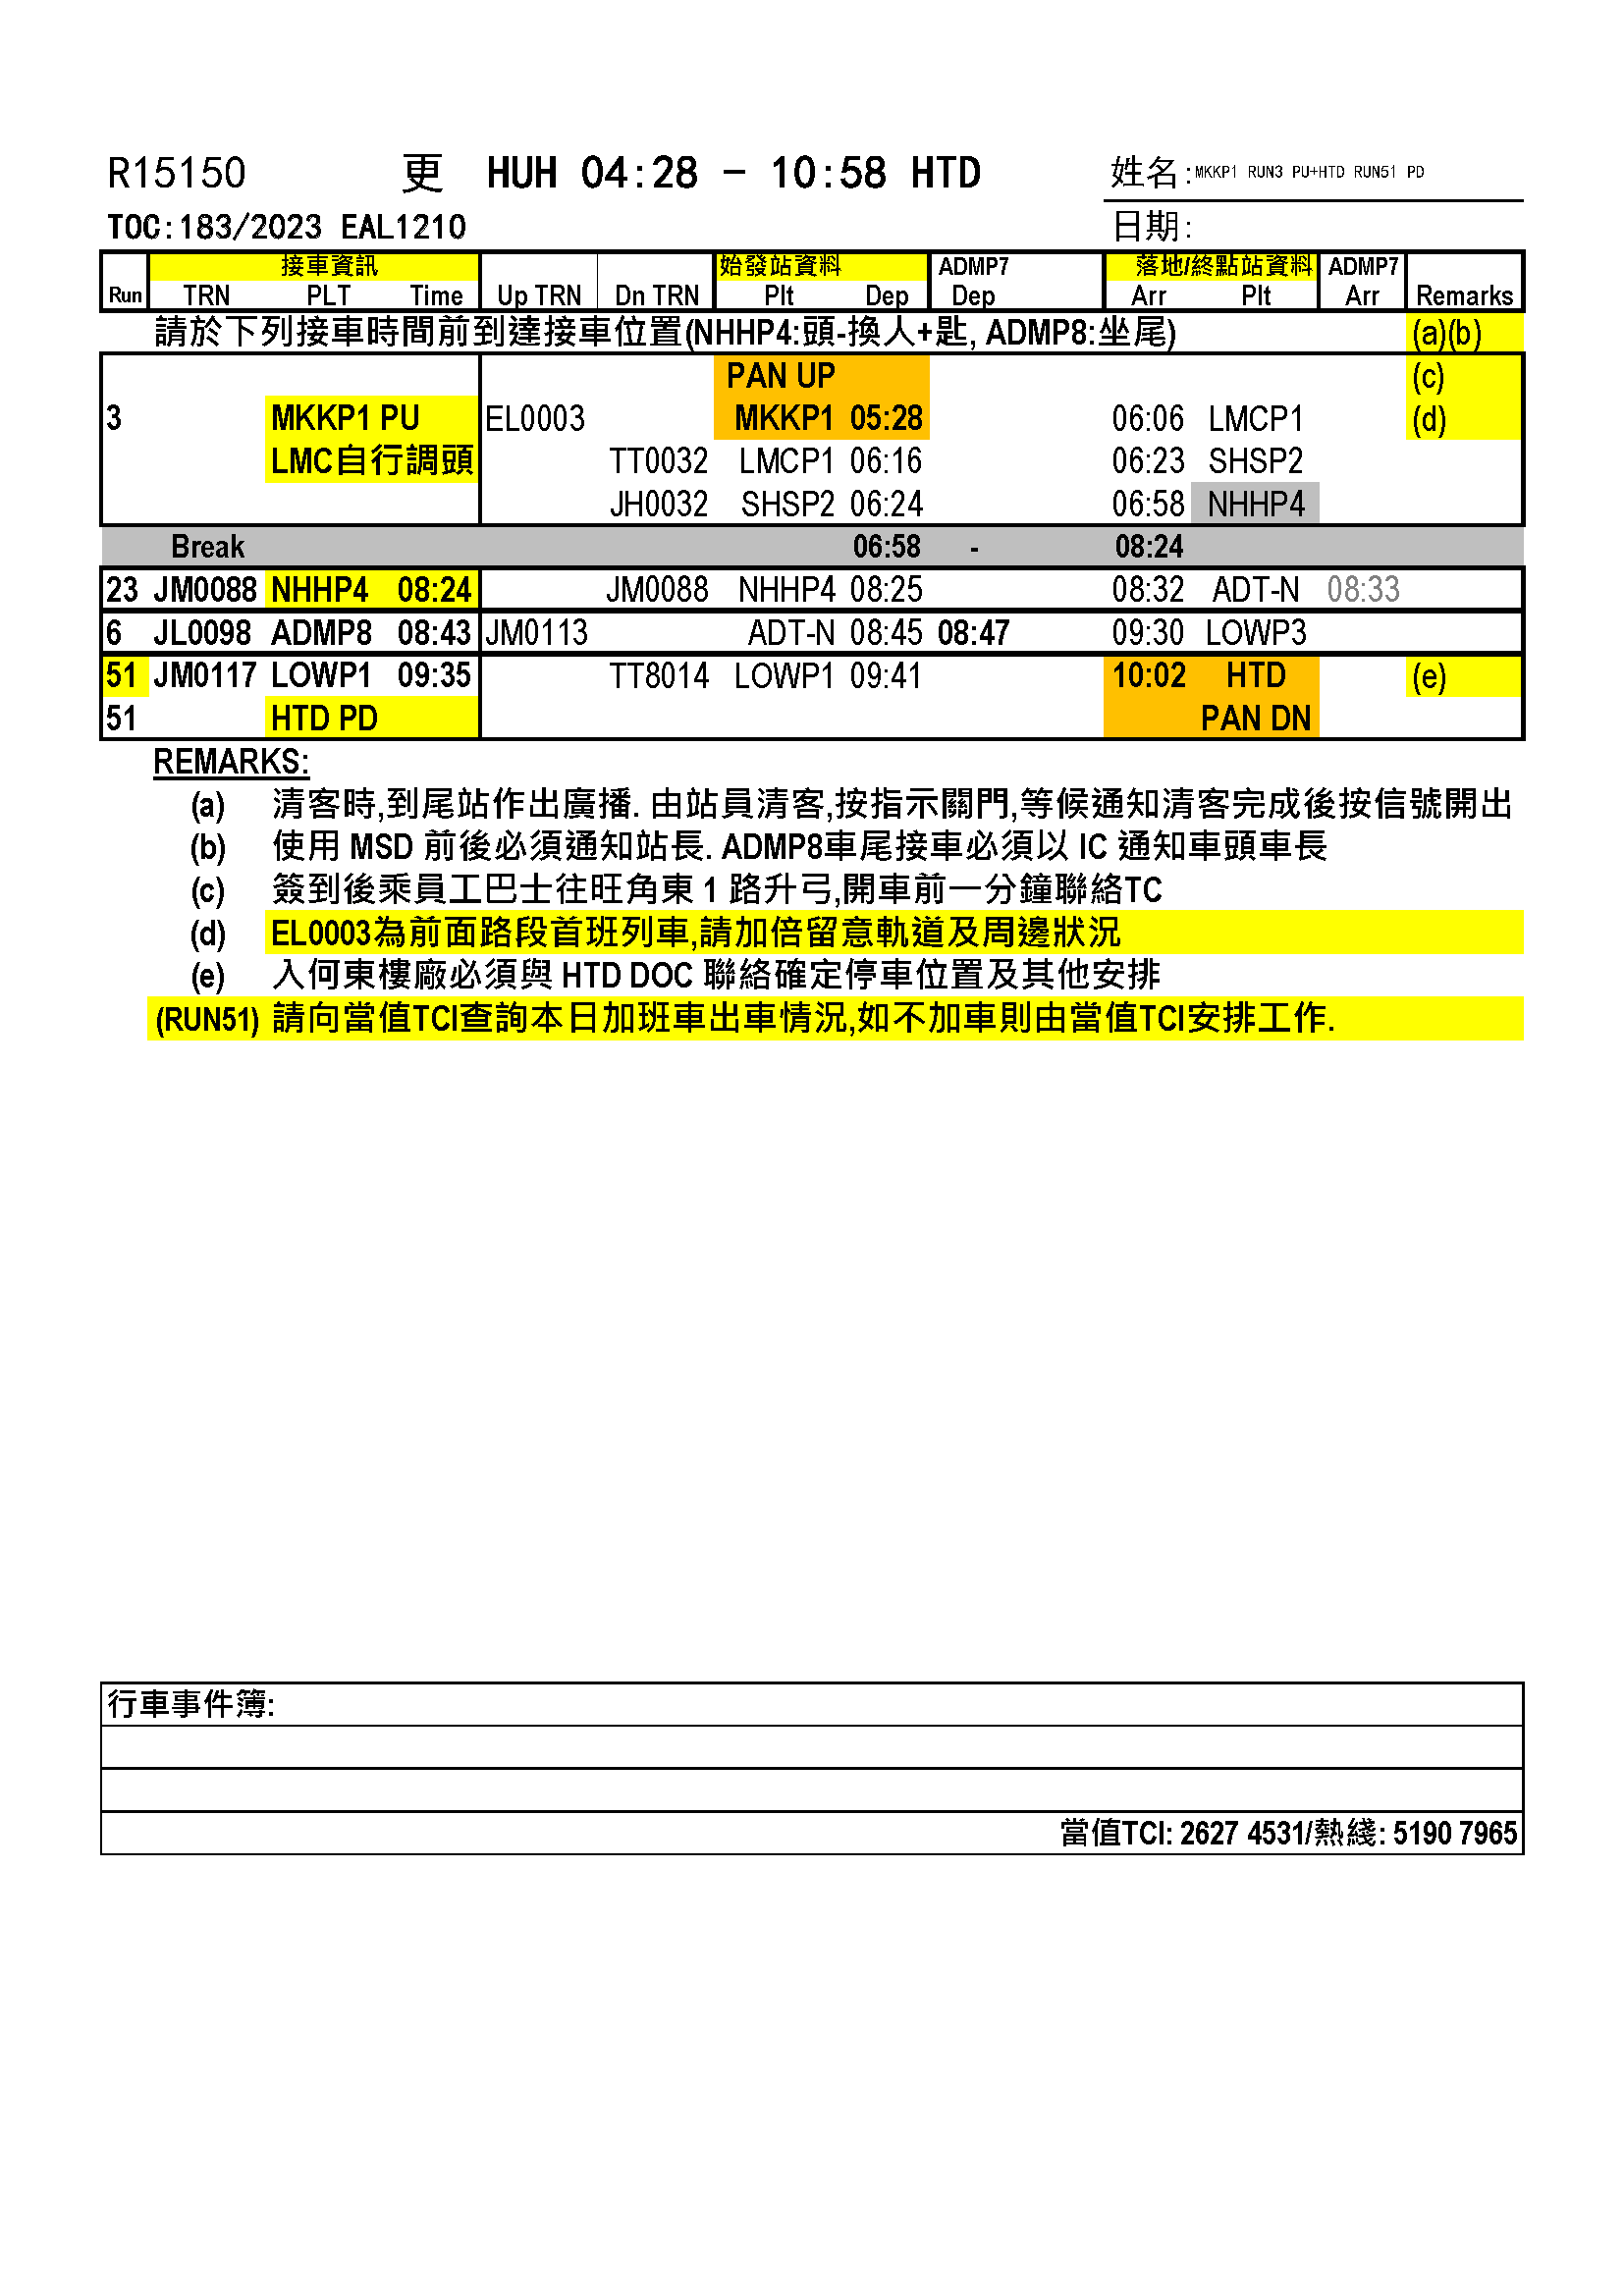 R15150 更 HUH 04:28 - 10:58 HTD 姓名:MKKP1 RUN3 PU+HTD RUN51 PD
TOC:183/2023 EAL1210 日期:
接車資訊 始發站資料 ADMP7 落地/終點站資料 ADMP7
Run TRN PLT Time Up TRN Dn TRN Plt Dep Dep Arr Plt Arr Remarks
請於下列接車時間前到達接車位置(NHHP4:頭-換人+匙, ADMP8:坐尾) (a)(b)
PAN UP (c)
3 MKKP1 PU EL0003 MKKP1 05:28 06:06 LMCP1 (d)
LMC自行調頭 TT0032 LMCP1 06:16 06:23 SHSP2
JH0032 SHSP2 06:24 06:58 NHHP4
Break 06:58 - 08:24
23 JM0088 NHHP4 08:24 JM0088 NHHP4 08:25 08:32 ADT-N 08:33
6 JL0098 ADMP8 08:43 JM0113 ADT-N 08:45 08:47 09:30 LOWP3
51 JM0117 LOWP1 09:35 TT8014 LOWP1 09:41 10:02 HTD (e)
51 HTD PD PAN DN
REMARKS:
(a) 清客時,到尾站作出廣播. 由站員清客,按指示關門,等候通知清客完成後按信號開出
(b) 使用 MSD 前後必須通知站長. ADMP8車尾接車必須以 IC 通知車頭車長
(c) 簽到後乘員工巴士往旺角東 1 路升弓,開車前一分鐘聯絡TC
(d) EL0003為前面路段首班列車,請加倍留意軌道及周邊狀況
(e) 入何東樓廠必須與 HTD DOC 聯絡確定停車位置及其他安排
(RUN51) 請向當值TCI查詢本日加班車出車情況,如不加車則由當值TCI安排工作.
行車事件簿:
當值TCI: 2627 4531/熱綫: 5190 7965